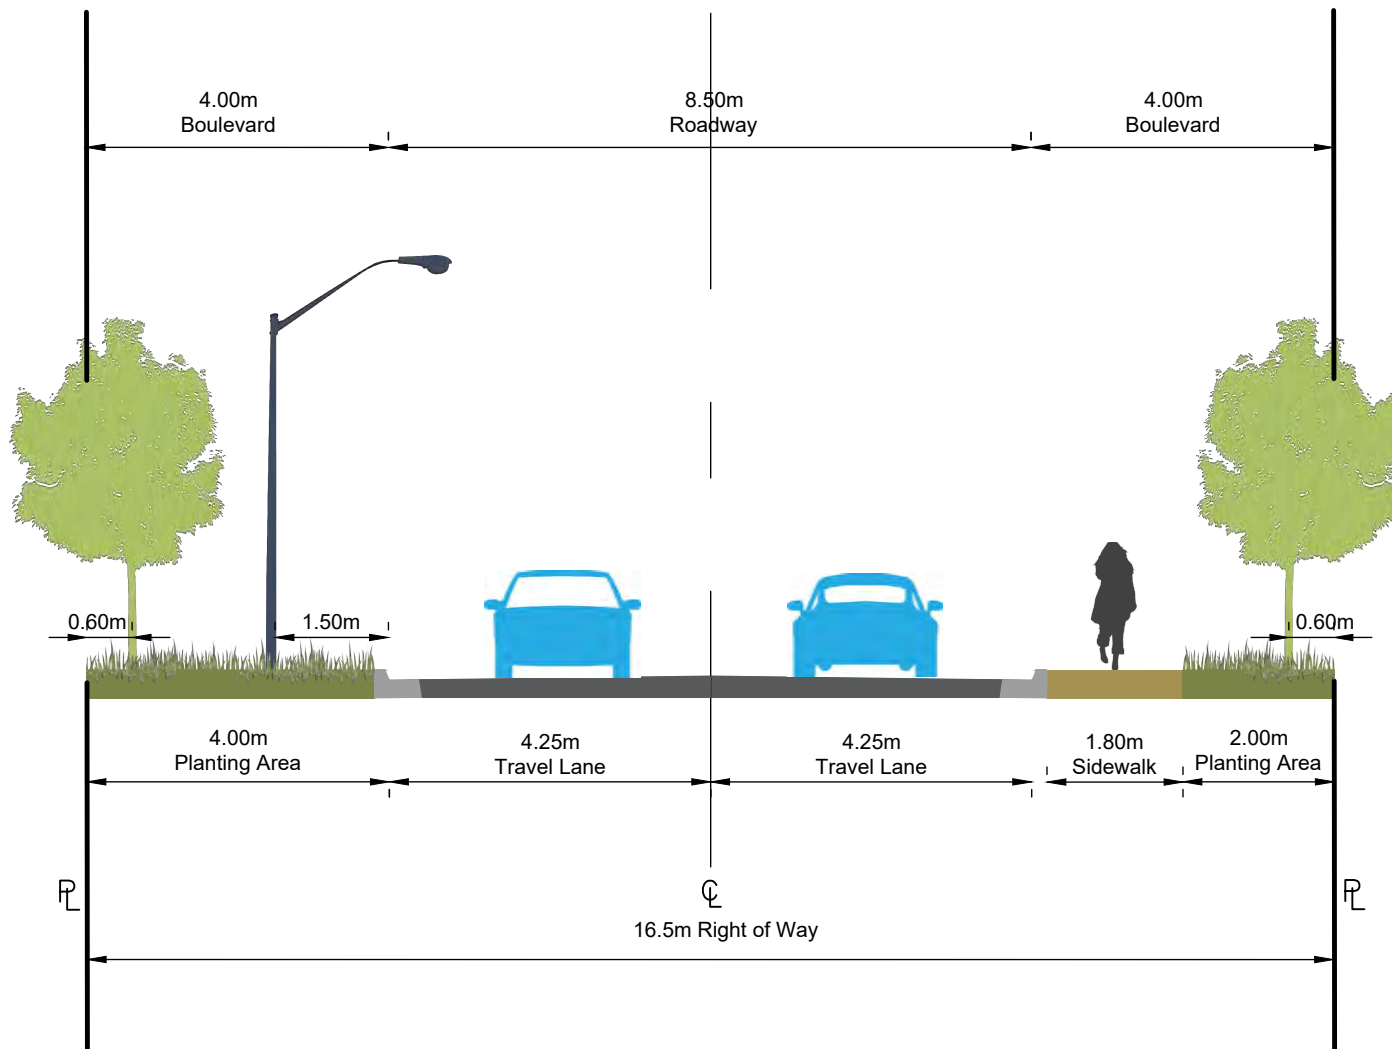 4.00m
Boulevard
8.50m
Roadway
4.00m
Boulevard
0.60m
1.50m
0.60m
4.00m
Planting Area
4.25m
Travel Lane
4.25m
Travel Lane
1.80m
Sidewalk
2.00m
Planting Area
PL
CL
PL
16.5m Right of Way